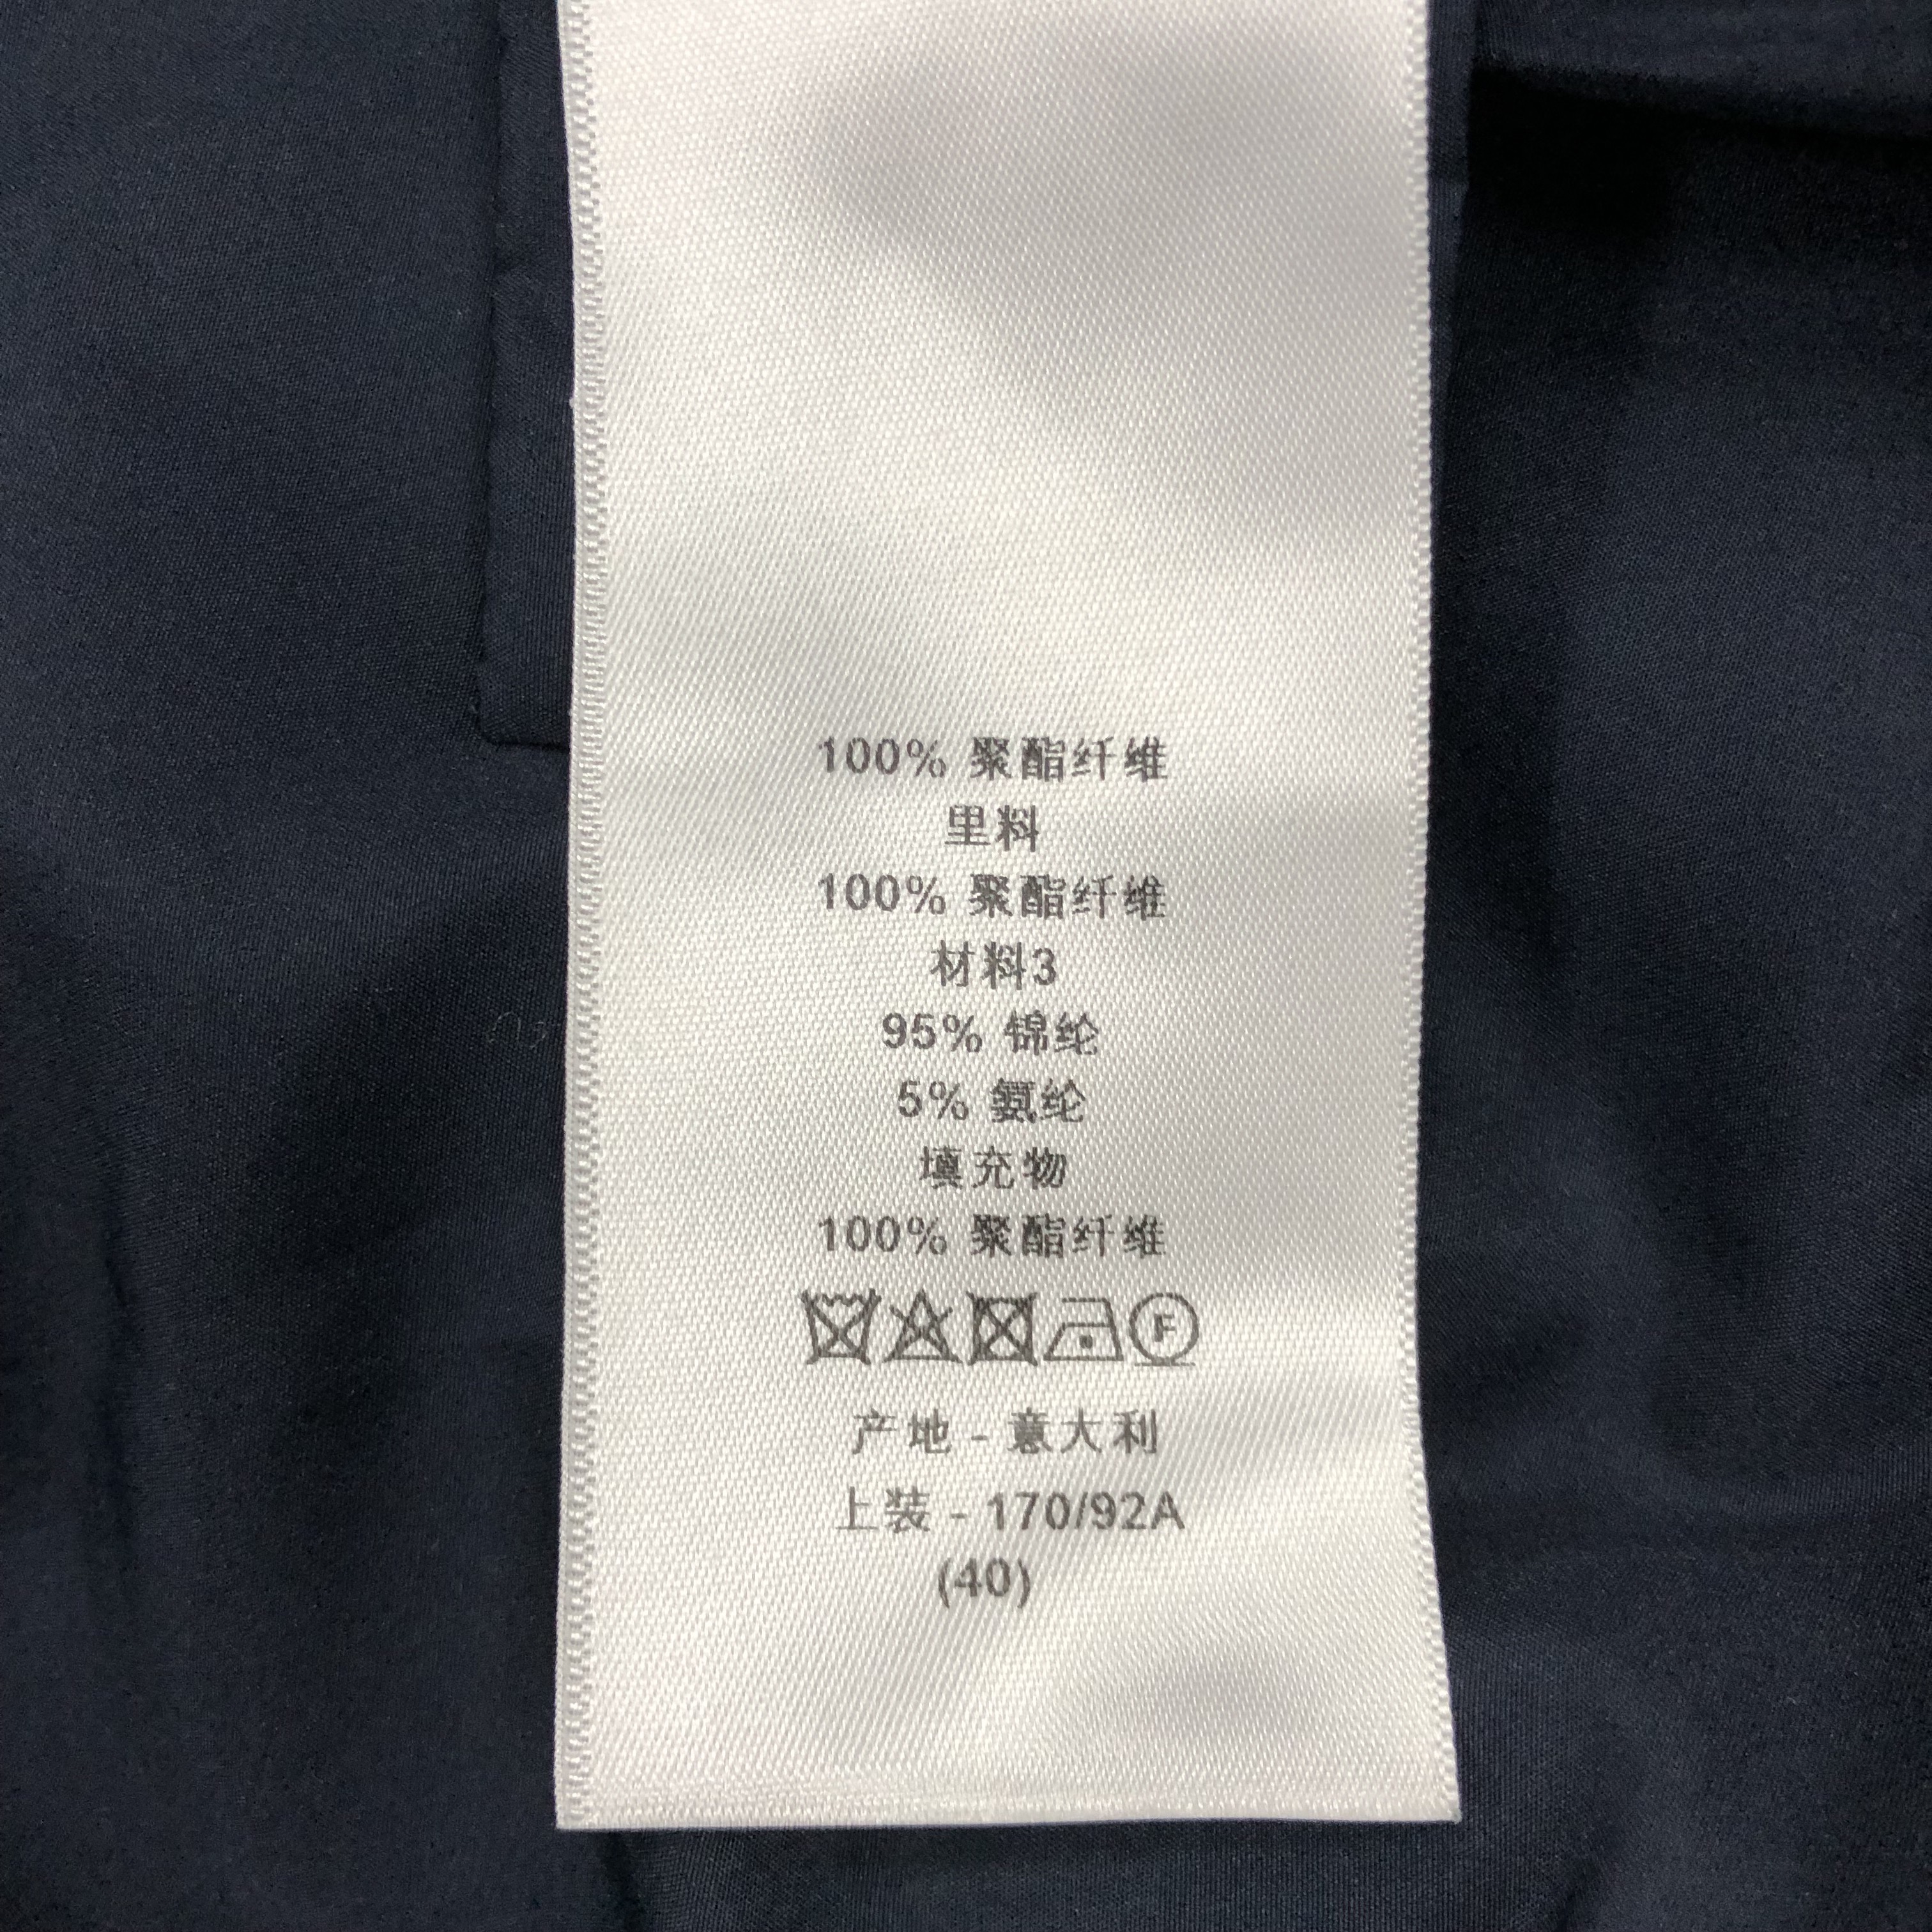 100% 聚酯纤维
里料
100% 聚酯纤维
材料3
95% 锦纶
5% 氨纶
填充物
100% 聚酯纤维
F
产地 - 意大利
上装 - 170/92A
(40)